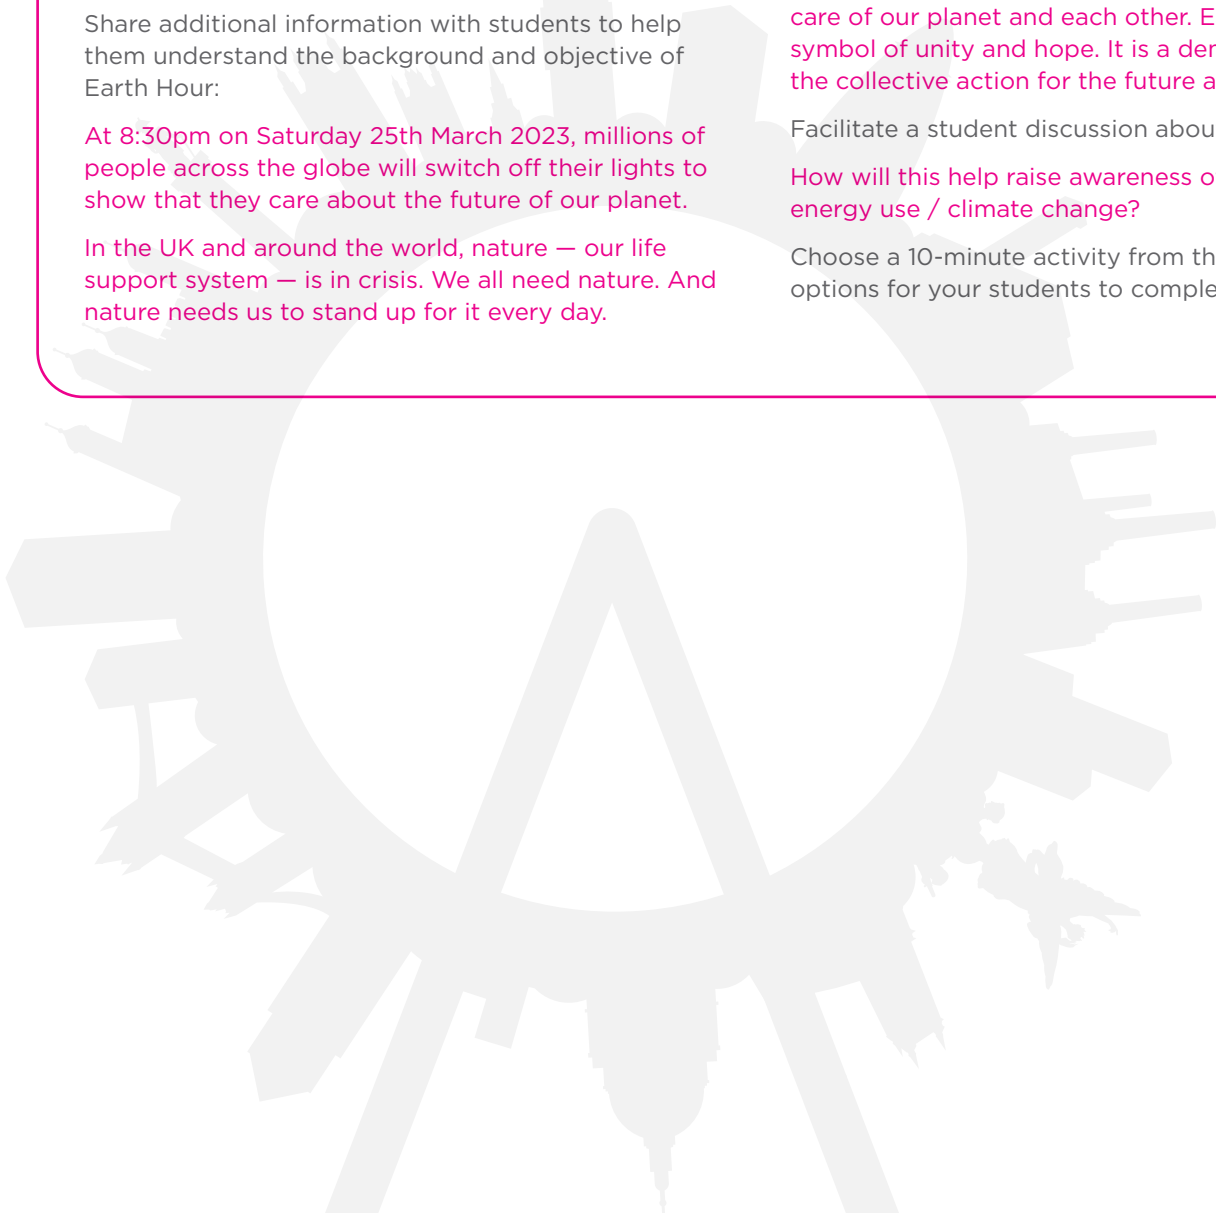 Share additional information with students to help
them understand the background and objective of
Earth Hour:
At 8:30pm on Saturday 25th March 2023, millions of
people across the globe will switch off their lights to
show that they care about the future of our planet.
In the UK and around the world, nature — our life
support system — is in crisis. We all need nature. And
nature needs us to stand up for it every day.
care of our planet and each other.
symbol of unity and hope. It is a
the collective action for the future
Facilitate a student discussion
How will this help raise awareness
energy use / climate change?
Choose a 10-minute activity from
options for your students to